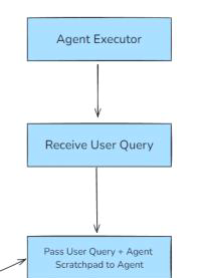 Agent Executor
Receive User Query
Pass User Query + Agent
Scratchpad to Agent